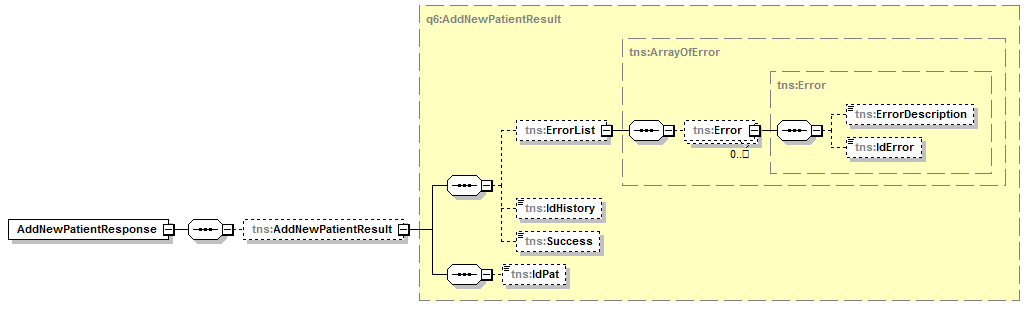 q6:AddNewPatientResult
tns:ArrayOfError
tns:Error
tns:ErrorDescription
tns:ErrorList
tns:Error
tns:IdError
0..
tns:IdHistory
AddNewPatientResponse
tns:AddNewPatientResult
tns:Success
tns:IdPat